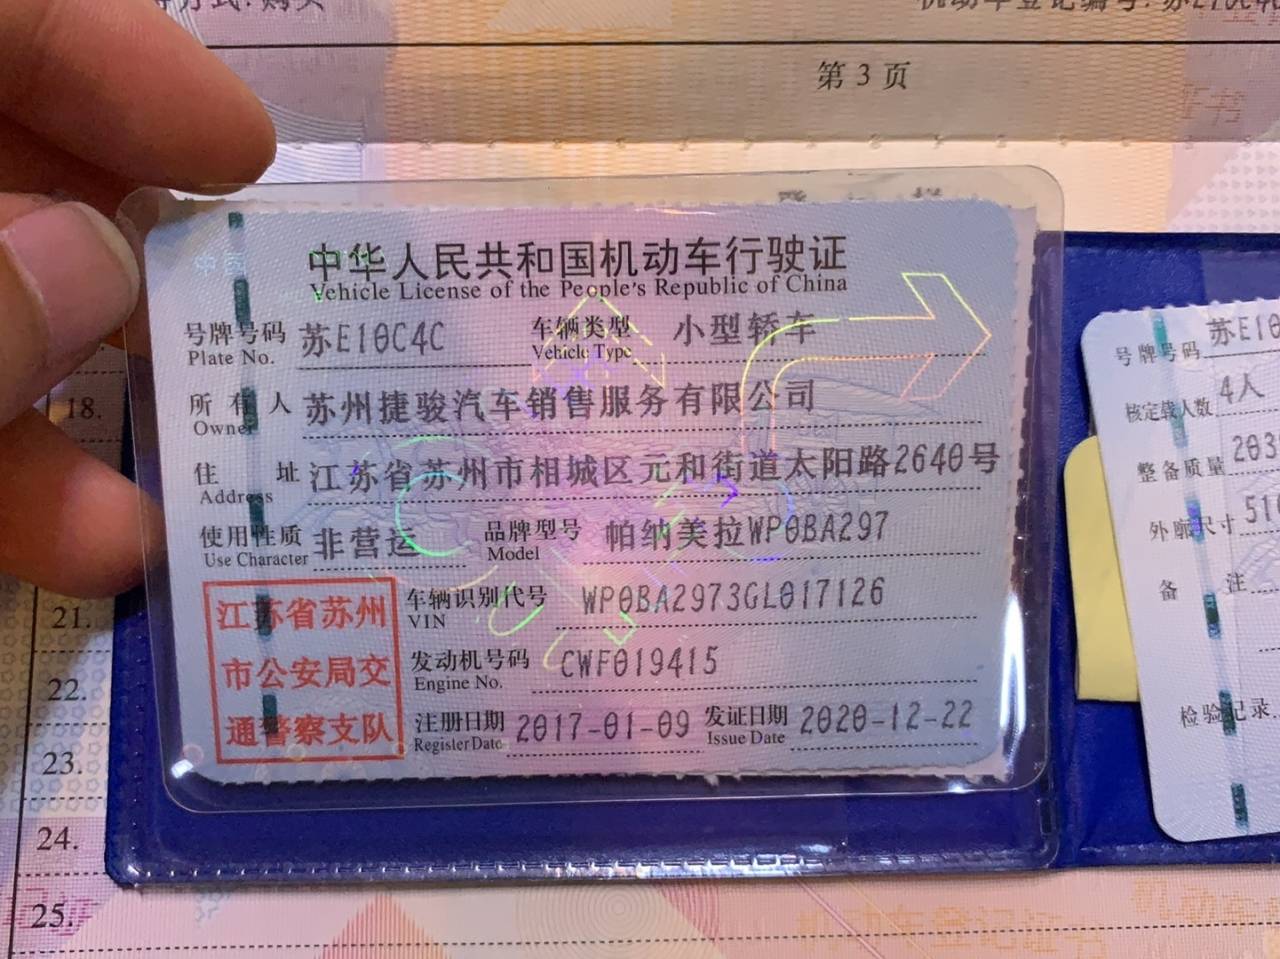 第 3 页
中华人民共和国机动车行驶证
Vehicle License of the People's Republic of China
号牌号码 苏E10C4C 车辆类型 小型轿车
Plate No. Vehicle Type
所有人 苏州捷骏汽车销售服务有限公司
Owner
住址 江苏省苏州市相城区元和街道太阳路2640号
Address
使用性质 非营运 品牌型号 帕纳美拉WP0BA297
Use Character Model
江苏省苏州
市公安局交
通警察支队
车辆识别代号 WP0BA2973GL017126
VIN
发动机号码 CWF019415
Engine No.
注册日期 2017-01-09 发证日期 2020-12-22
Register Date Issue Date
号牌号码 苏E10
核定载人数 4人
整备质量 203
外廓尺寸 51
备 注
检验记录
18.
21.
22.
23.
24.
25.